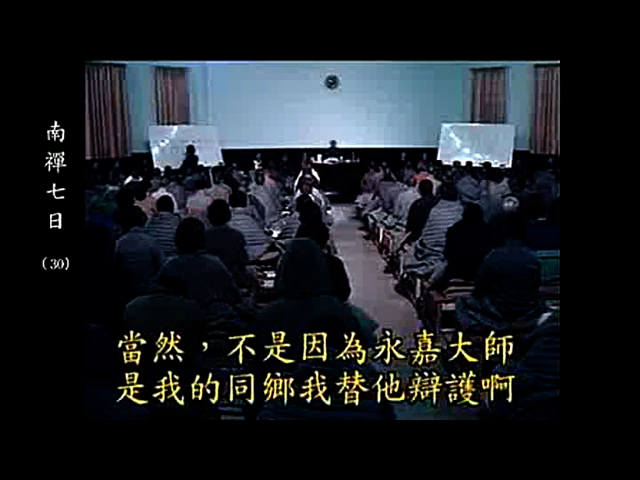 南禪七日
（30）
當然，不是因為永嘉大師
是我的同鄉我替他辯護啊